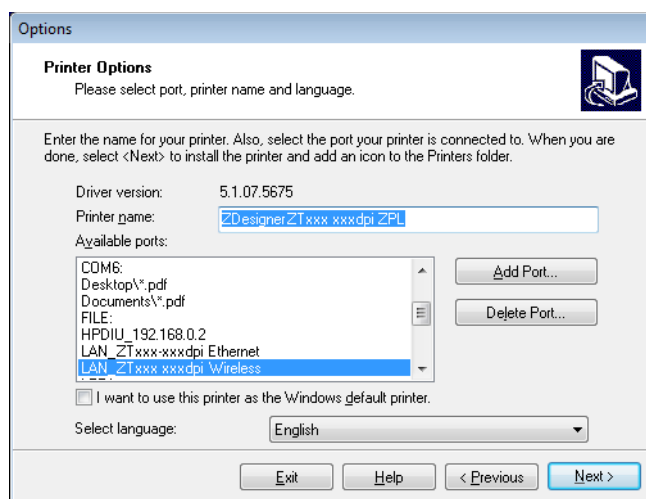 Options
Printer Options
Please select port, printer name and language.
Enter the name for your printer. Also, select the port your printer is connected to. When you are
done, select <Next> to install the printer and add an icon to the Printers folder.
Driver version: 5.1.07.5675
Printer name: ZDesignerZTxxx xxxdpi ZPL
Available ports:
COM6:
Desktop\*.pdf
Documents\*.pdf
FILE:
HPDIU_192.168.0.2
LAN_ZTxxx-xxxdpi Ethernet
LAN_ZTxxx xxxdpi Wireless
Add Port...
Delete Port...
I want to use this printer as the Windows default printer.
Select language: English
Exit Help < Previous Next >